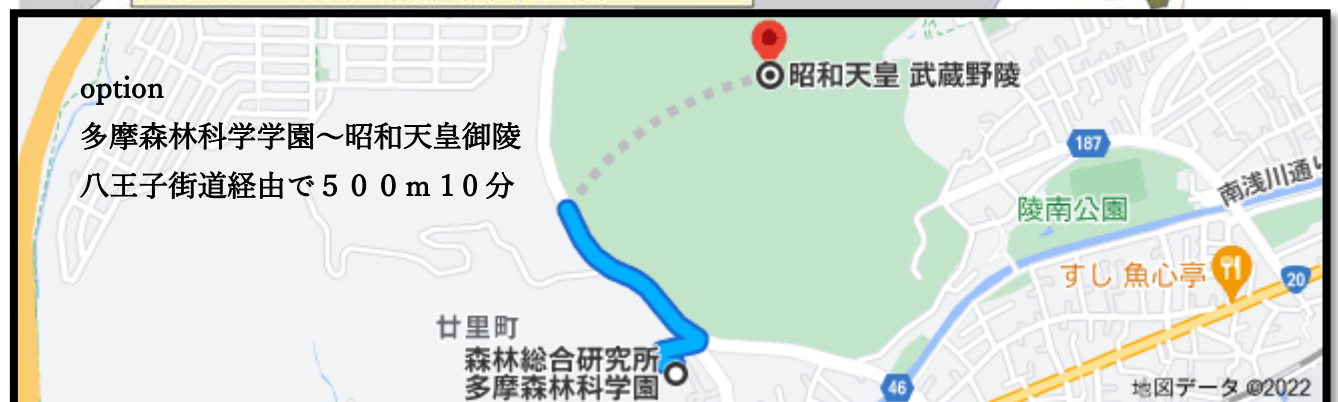 option
多摩森林科学学園～昭和天皇御陵
八王子街道経由で５００ｍ１０分
昭和天皇 武蔵野陵
187
南浅川通り
陵南公園
すし 魚心亭
20
廿里町
森林総合研究所
多摩森林科学園
46
地図データ ©2022